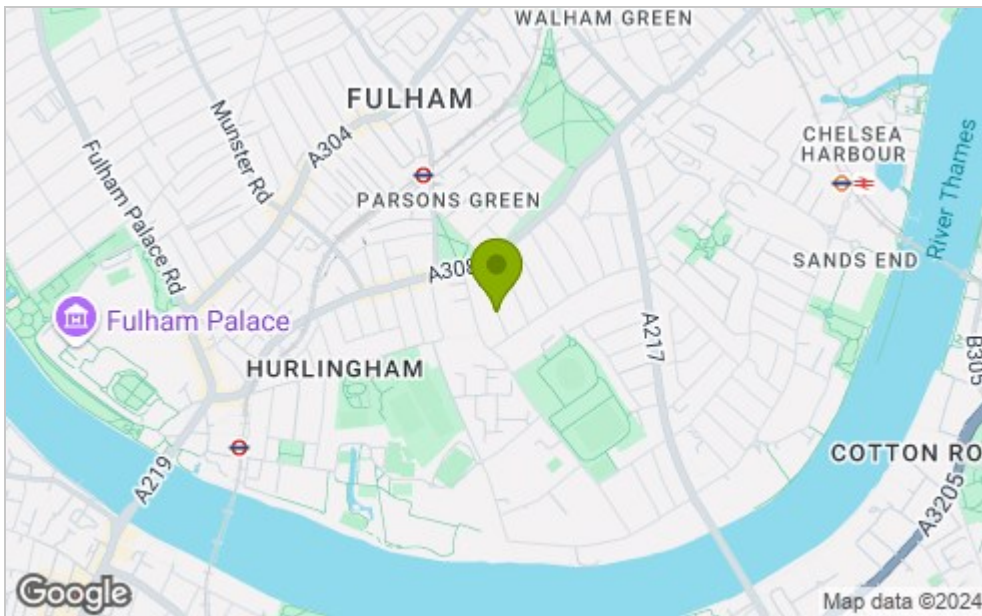 WALHAM GREEN
FULHAM
Munster Rd
A304
CHELSEA
HARBOUR
Fulham Palace Rd
PARSONS GREEN
River Thames
A308
SANDS END
Fulham Palace
A217
HURLINGHAM
B305
A219
COTTON RO
A3205
Google
Map data ©2024